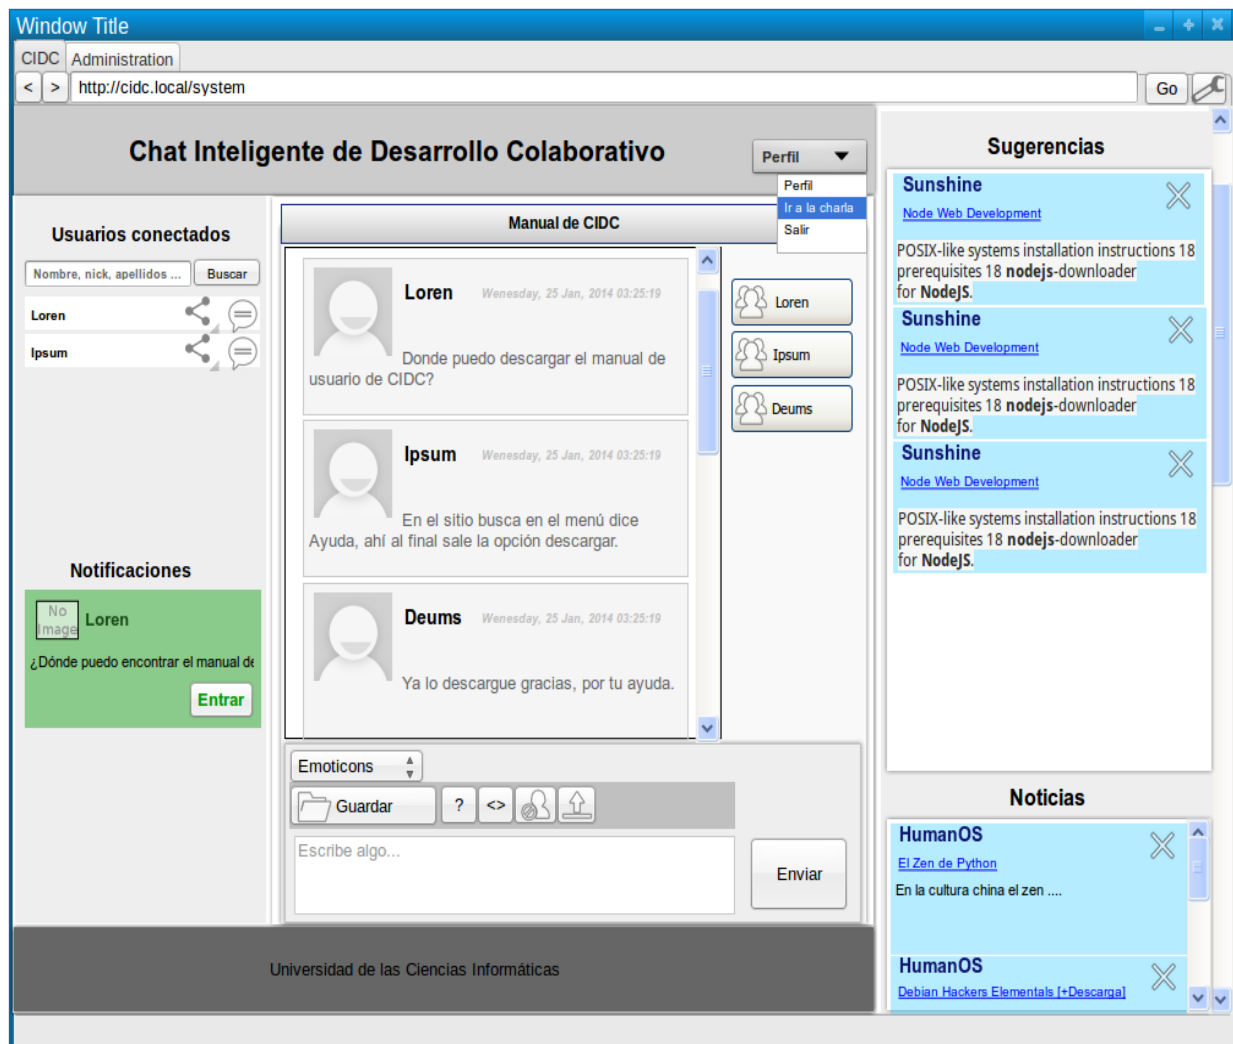 Window Title
CIDC
Administration
< > http://cidc.local/system
Go
Chat Inteligente de Desarrollo Colaborativo
Perfil
Perfil
Ir a la charla
Salir
Usuarios conectados
Nombre, nick, apellidos ...
Buscar
Loren
Ipsum
Notificaciones
No
Image
Loren
¿Dónde puedo encontrar el manual de
Entrar
Manual de CIDC
Loren
Wenesday, 25 Jan, 2014 03:25:19
Donde puedo descargar el manual de
usuario de CIDC?
Ipsum
Wenesday, 25 Jan, 2014 03:25:19
En el sitio busca en el menú dice
Ayuda, ahí al final sale la opción descargar.
Deums
Wenesday, 25 Jan, 2014 03:25:19
Ya lo descargue gracias, por tu ayuda.
Loren
Ipsum
Deums
Emoticons
Guardar
?
<>
Escribe algo...
Enviar
Universidad de las Ciencias Informáticas
Sugerencias
Sunshine
Node Web Development
POSIX-like systems installation instructions 18
prerequisites 18 nodejs-downloader
for NodeJS.
Sunshine
Node Web Development
POSIX-like systems installation instructions 18
prerequisites 18 nodejs-downloader
for NodeJS.
Sunshine
Node Web Development
POSIX-like systems installation instructions 18
prerequisites 18 nodejs-downloader
for NodeJS.
Noticias
HumanOS
El Zen de Python
En la cultura china el zen ....
HumanOS
Debian Hackers Elementals [+Descarga]